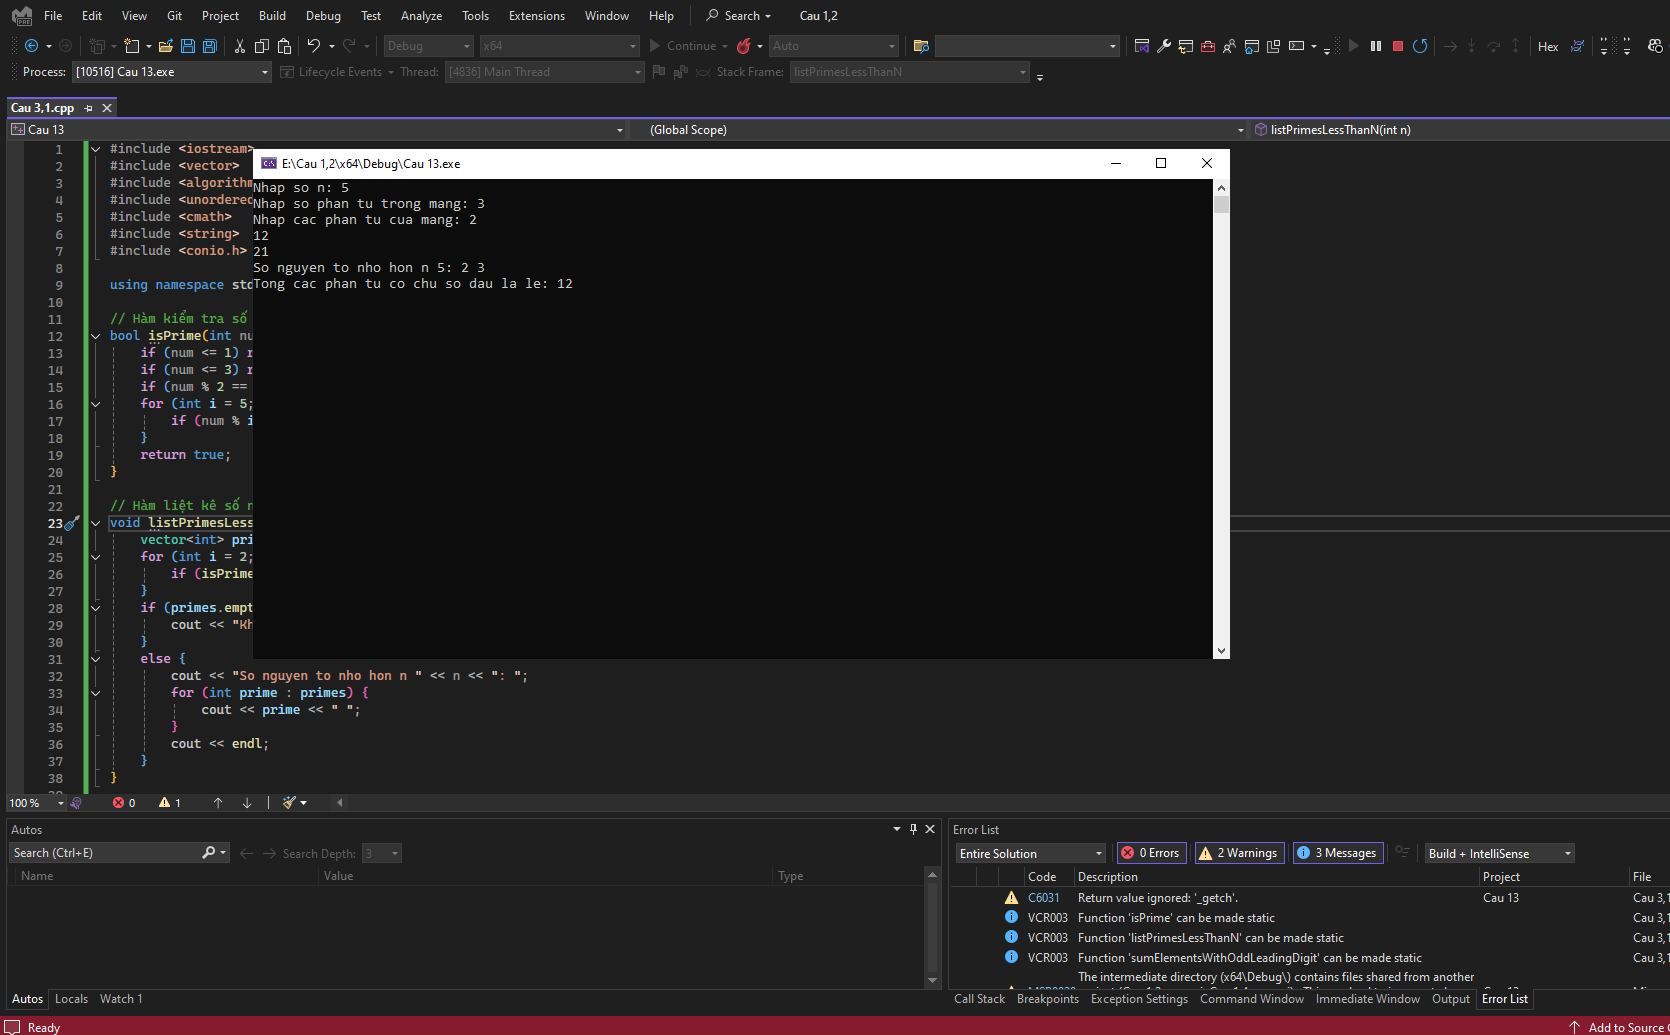 File Edit View Git Project Build Debug Test Analyze Tools Extensions Window Help Search Cau 1,2
Debug x64 Continue Auto Hex
Process: [10516] Cau 13.exe Lifecycle Events Thread: [4836] Main Thread Stack Frame: listPrimesLessThanN
Cau 3,1.cpp
Cau 13 (Global Scope) listPrimesLessThanN(int n)
1 #include <iostream>
2 #include <vector>
3 #include <algorithm
4 #include <unordered
5 #include <cmath>
6 #include <string>
7 #include <conio.h>
8
9 using namespace std
10
11 // Hàm kiểm tra số
12 bool isPrime(int nu
13 if (num <= 1) r
14 if (num <= 3) r
15 if (num % 2 ==
16 for (int i = 5;
17 if (num % i
18 }
19 return true;
20 }
21
22 // Hàm liệt kê số n
23 void listPrimesLess
24 vector<int> pri
25 for (int i = 2;
26 if (isPrime
27 }
28 if (primes.empt
29 cout << "Kh
30 }
31 else {
32 cout << "So nguyen to nho hon n " << n << ": ";
33 for (int prime : primes) {
34 cout << prime << " ";
35 }
36 cout << endl;
37 }
38 }
E:\Cau 1,2\x64\Debug\Cau 13.exe
Nhap so n: 5
Nhap so phan tu trong mang: 3
Nhap cac phan tu cua mang: 2
12
21
So nguyen to nho hon n 5: 2 3
Tong cac phan tu co chu so dau la le: 12
100 % 0 1
Autos
Search (Ctrl+E) Search Depth: 3
Name Value Type
Autos Locals Watch 1
Error List
Entire Solution 0 Errors 2 Warnings 3 Messages Build + IntelliSense
Code Description Project File
C6031 Return value ignored: '_getch'. Cau 13 Cau 3,1
VCR003 Function 'isPrime' can be made static Cau 3,1
VCR003 Function 'listPrimesLessThanN' can be made static Cau 3,1
VCR003 Function 'sumElementsWithOddLeadingDigit' can be made static Cau 3,1
The intermediate directory (x64\Debug\) contains files shared from another
Call Stack Breakpoints Exception Settings Command Window Immediate Window Output Error List
Ready Add to Source